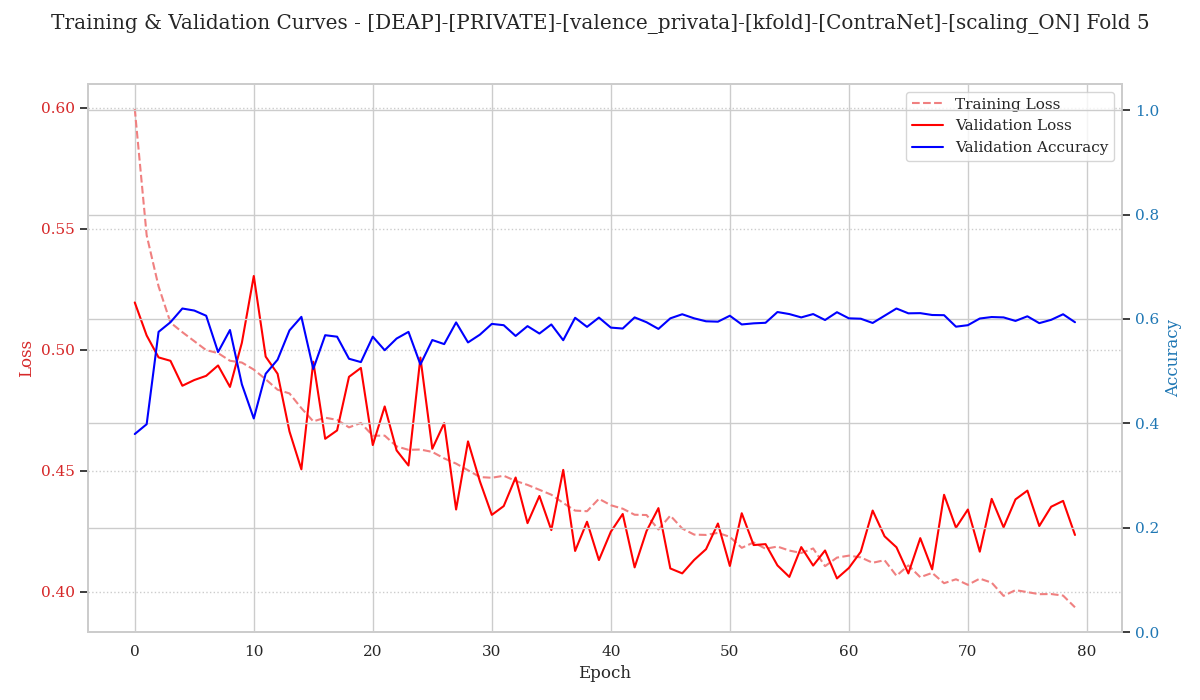 Training & Validation Curves - [DEAP]-[PRIVATE]-[valence_privata]-[kfold]-[ContraNet]-[scaling_ON] Fold 5
Training Loss
Validation Loss
Validation Accuracy
Loss
0.60
0.55
0.50
0.45
0.40
1.0
0.8
0.6
0.4
0.2
0.0
Accuracy
0 10 20 30 40 50 60 70 80
Epoch